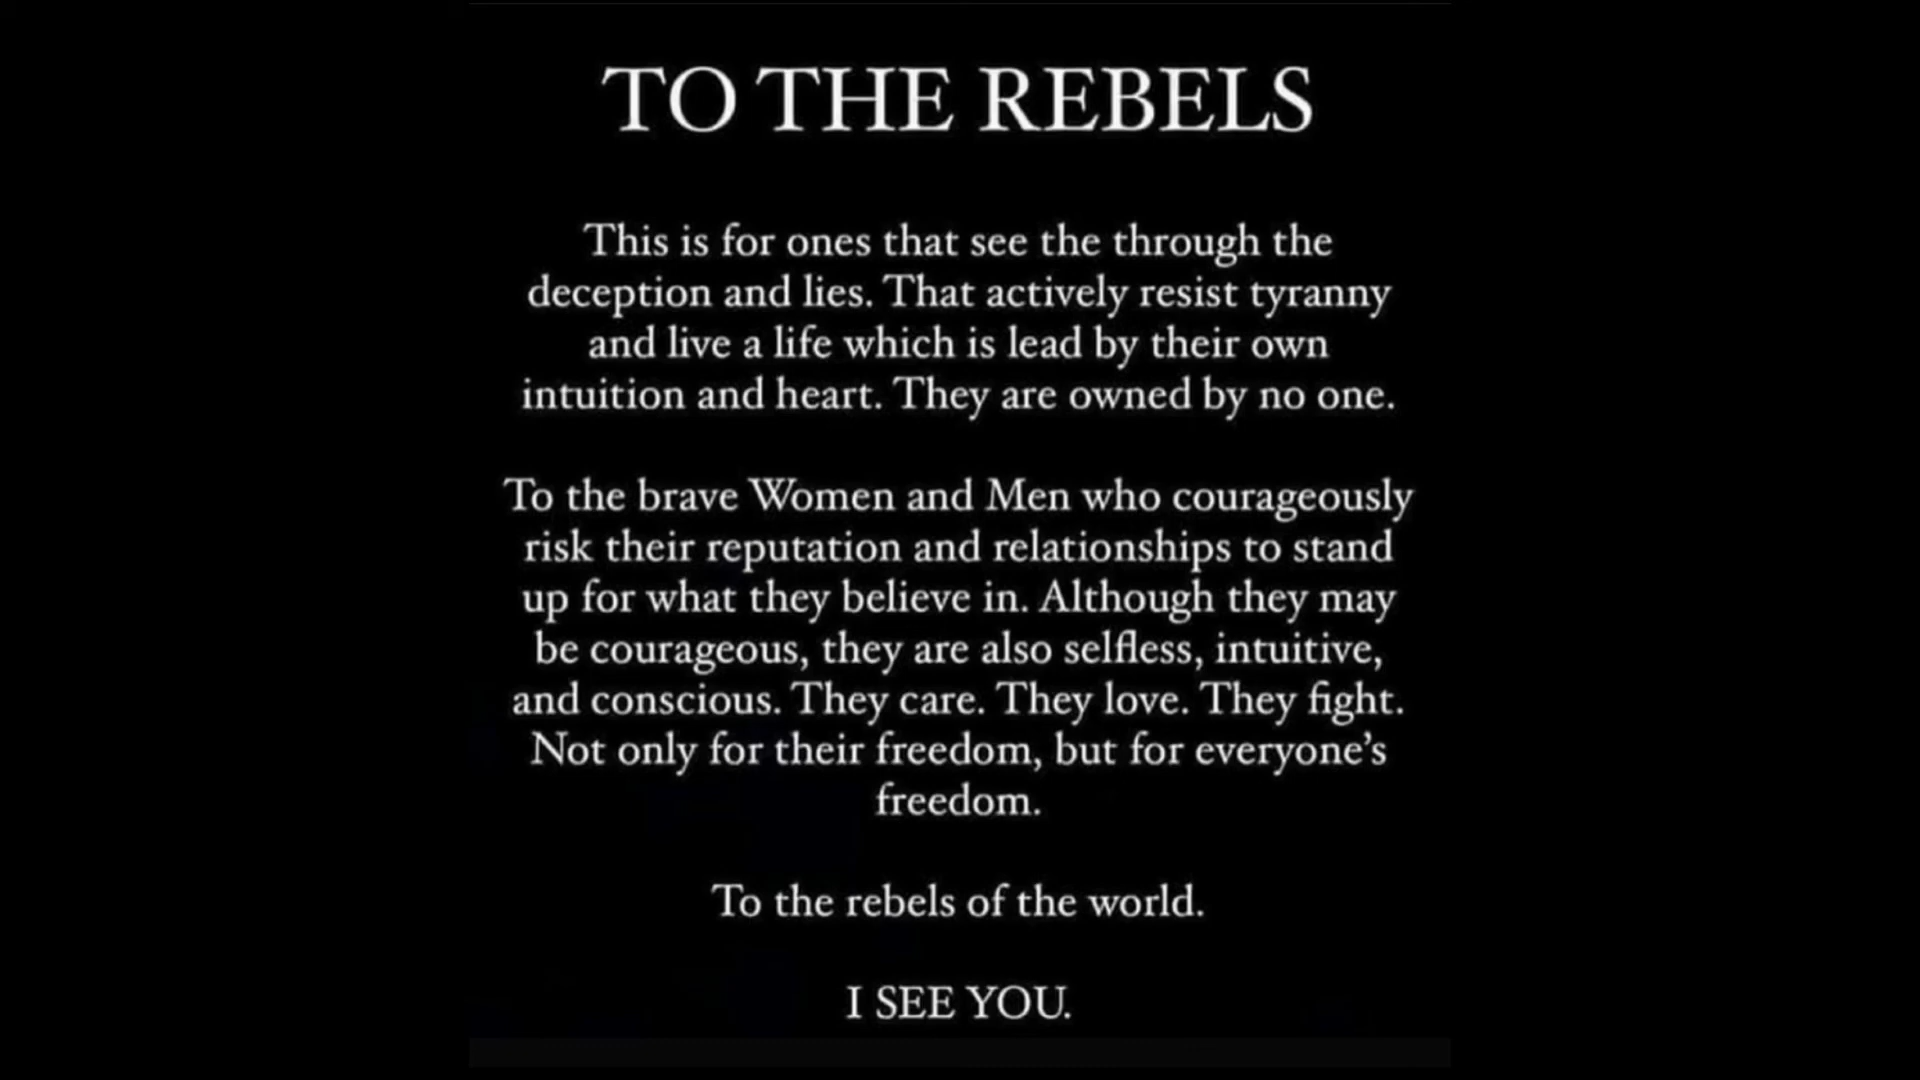 TO THE REBELS
This is for ones that see the through the
deception and lies. That actively resist tyranny
and live a life which is lead by their own
intuition and heart. They are owned by no one.
To the brave Women and Men who courageously
risk their reputation and relationships to stand
up for what they believe in. Although they may
be courageous, they are also selfless, intuitive,
and conscious. They care. They love. They fight.
Not only for their freedom, but for everyone’s
freedom.
To the rebels of the world.
I SEE YOU.